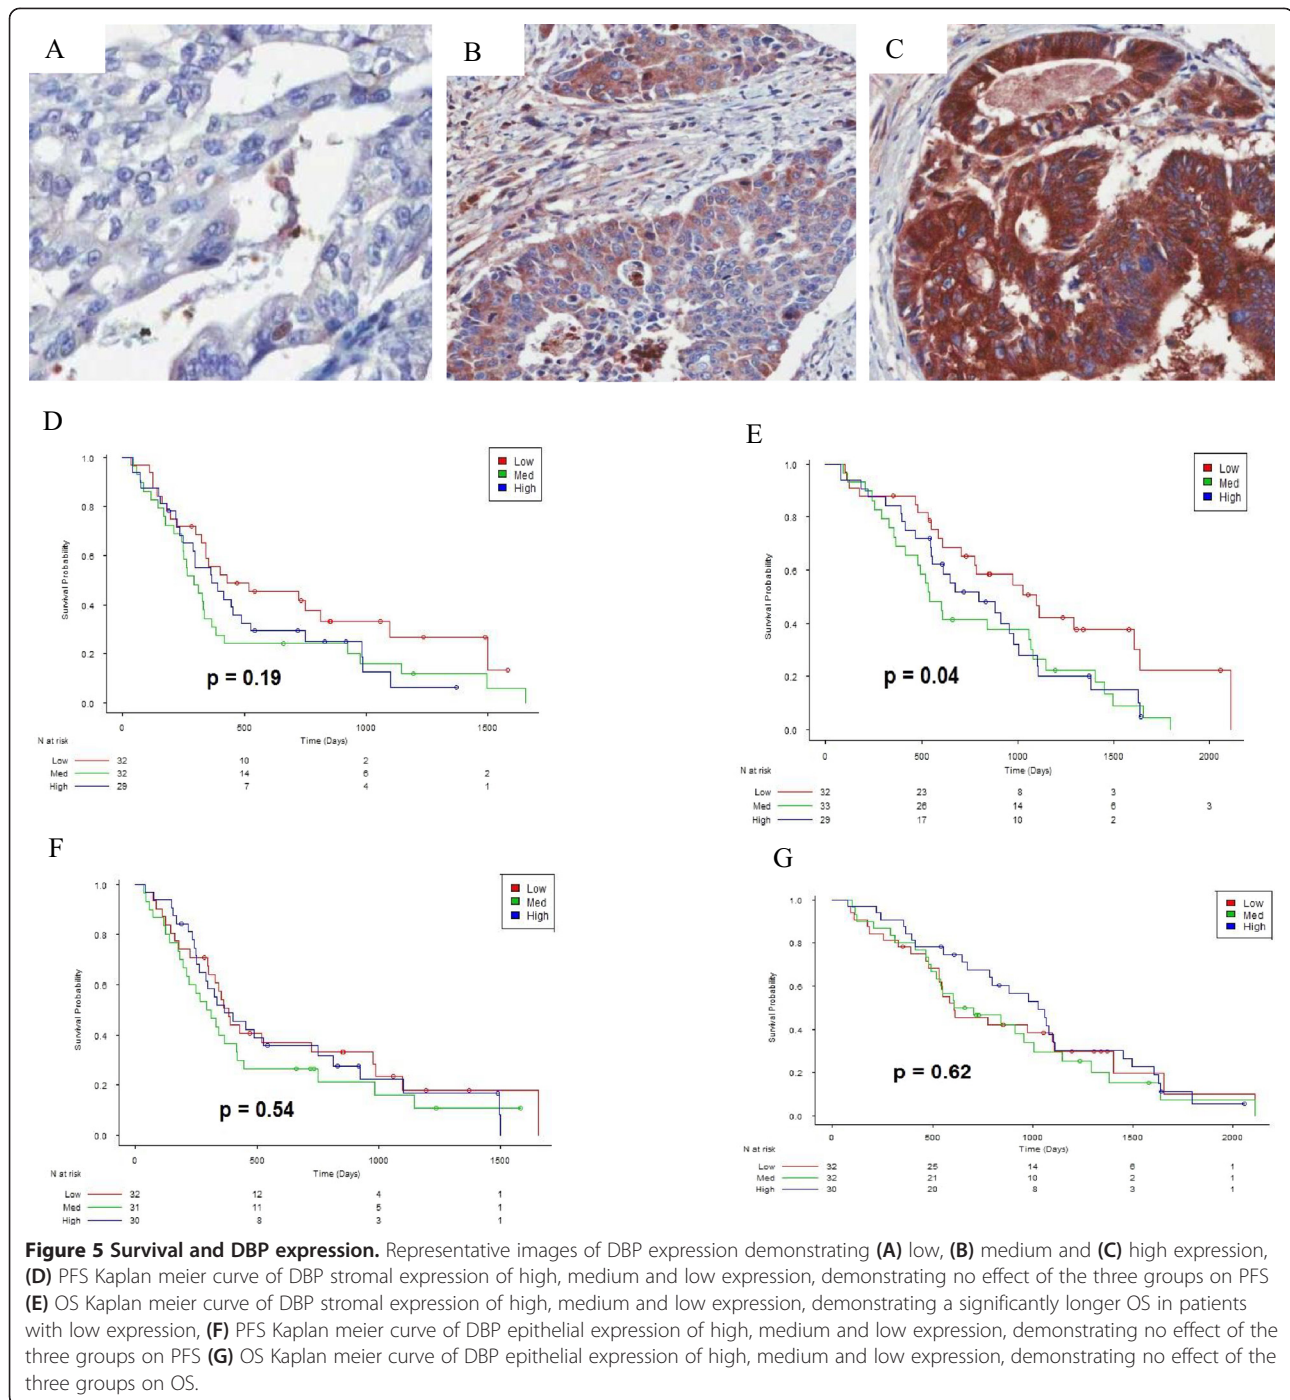 A
B
C
D
1.0
0.8
0.6
0.4
0.2
0.0
Survival Probability
Low
Med
High
p = 0.19
0 500 1000 1500
Time (Days)
N at risk
Low 32 10 2
Med 32 14 6 2
High 29 7 4 1
E
1.0
0.8
0.6
0.4
0.2
0.0
Survival Probability
Low
Med
High
p = 0.04
0 500 1000 1500 2000
Time (Days)
N at risk
Low 32 23 8 3
Med 33 26 14 6 3
High 29 17 10 2
F
1.0
0.8
0.6
0.4
0.2
0.0
Survival Probability
Low
Med
High
p = 0.54
0 500 1000 1500
Time (Days)
N at risk
Low 32 12 4 1
Med 31 11 5 1
High 30 8 3 1
G
1.0
0.8
0.6
0.4
0.2
0.0
Survival Probability
Low
Med
High
p = 0.62
0 500 1000 1500 2000
Time (Days)
N at risk
Low 32 25 14 6 1
Med 32 21 10 2 1
High 30 20 8 3 1
Figure 5 Survival and DBP expression. Representative images of DBP expression demonstrating (A) low, (B) medium and (C) high expression,
(D) PFS Kaplan meier curve of DBP stromal expression of high, medium and low expression, demonstrating no effect of the three groups on PFS
(E) OS Kaplan meier curve of DBP stromal expression of high, medium and low expression, demonstrating a significantly longer OS in patients
with low expression, (F) PFS Kaplan meier curve of DBP epithelial expression of high, medium and low expression, demonstrating no effect of the
three groups on PFS (G) OS Kaplan meier curve of DBP epithelial expression of high, medium and low expression, demonstrating no effect of the
three groups on OS.